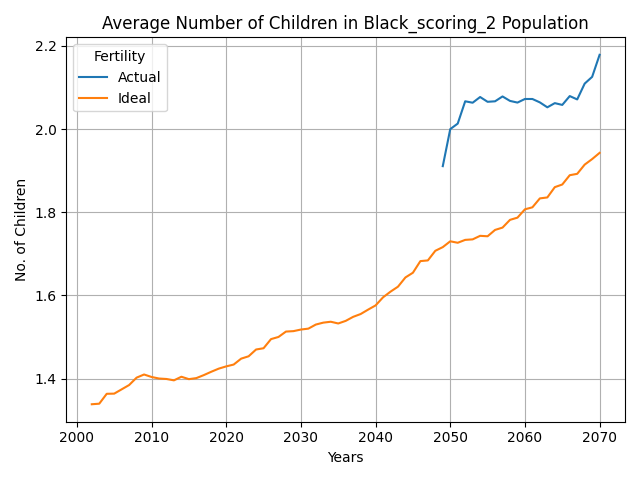 Average Number of Children in Black_scoring_2 Population
Fertility
Actual
Ideal
No. of Children
2.2
2.0
1.8
1.6
1.4
2000 2010 2020 2030 2040 2050 2060 2070
Years